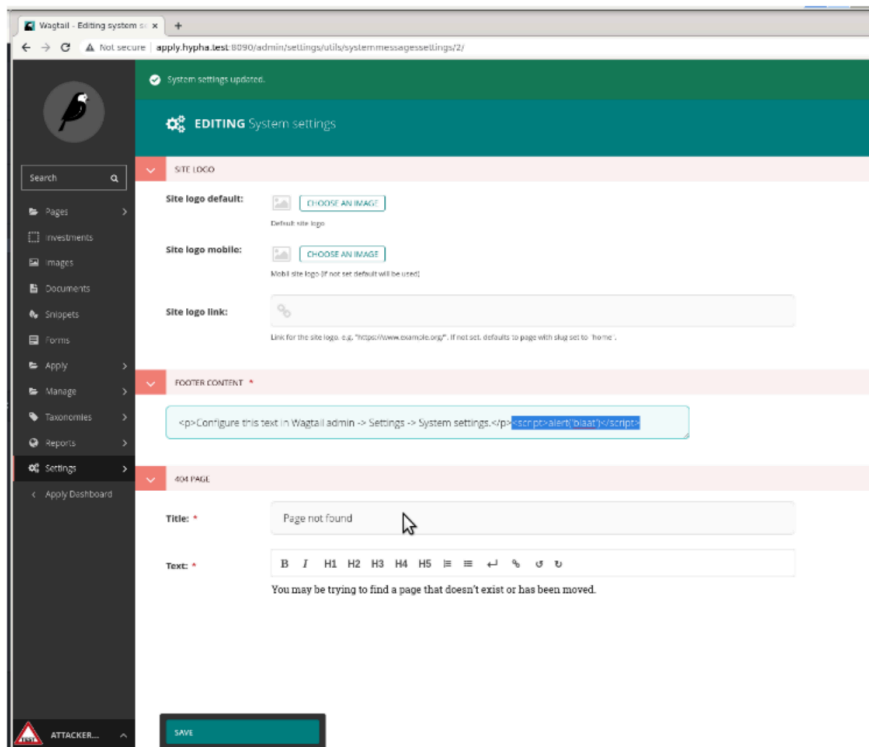 Wagtail - Editing system s
Not secure | apply.hypha.test:8090/admin/settings/utils/systemmessagessettings/2/
System settings updated.
EDITING System settings
Search
Pages
Investments
Images
Documents
Snippets
Forms
Apply
Manage
Taxonomies
Reports
Settings
Apply Dashboard
ATTACKER...
SITE LOGO
Site logo default:
CHOOSE AN IMAGE
Default site logo
Site logo mobile:
CHOOSE AN IMAGE
Mobil site logo (if not set default will be used)
Site logo link:
Link for the site logo, e.g. "https://www.example.org/". If not set, defaults to page with slug set to 'home'.
FOOTER CONTENT *
<p>Configure this text in Wagtail admin -> Settings -> System settings.</p><script>alert('blaat')</script>
404 PAGE
Title: *
Page not found
Text: *
B I H1 H2 H3 H4 H5
You may be trying to find a page that doesn't exist or has been moved.
SAVE